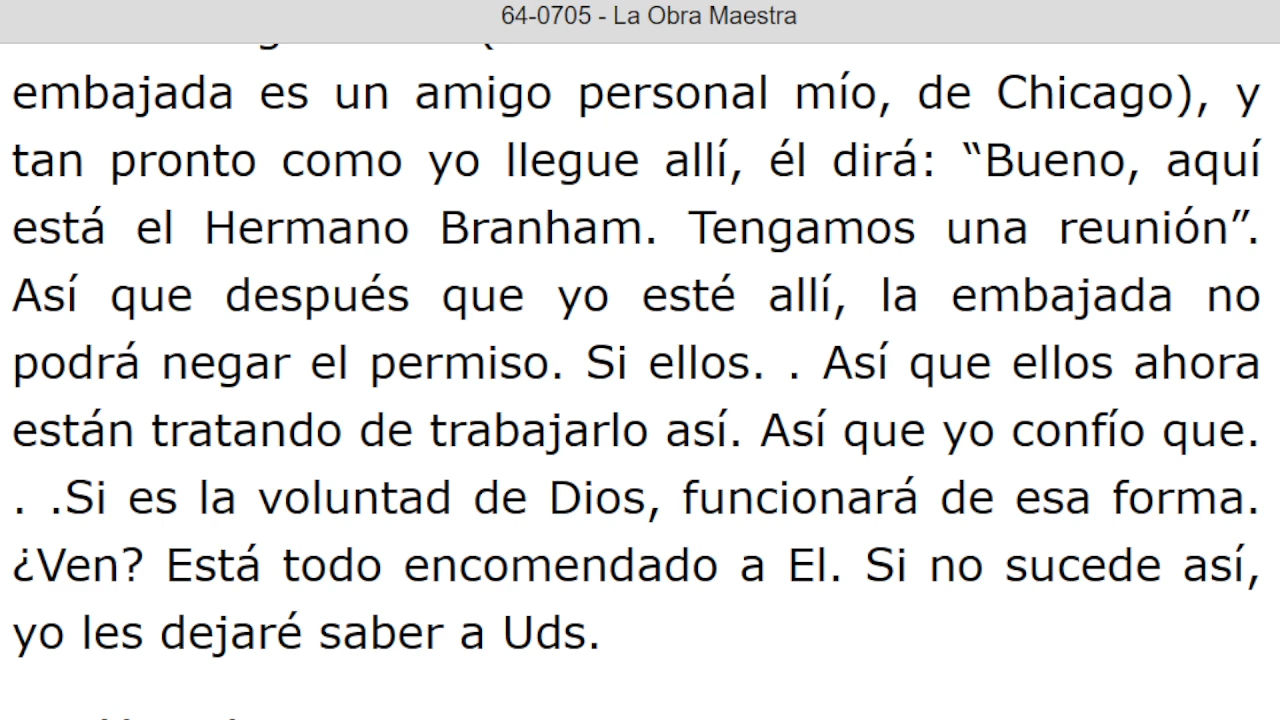 64-0705 - La Obra Maestra
embajada es un amigo personal mío, de Chicago), y
tan pronto como yo llegue allí, él dirá: “Bueno, aquí
está el Hermano Branham. Tengamos una reunión”.
Así que después que yo esté allí, la embajada no
podrá negar el permiso. Si ellos. . Así que ellos ahora
están tratando de trabajarlo así. Así que yo confío que.
. .Si es la voluntad de Dios, funcionará de esa forma.
¿Ven? Está todo encomendado a El. Si no sucede así,
yo les dejaré saber a Uds.